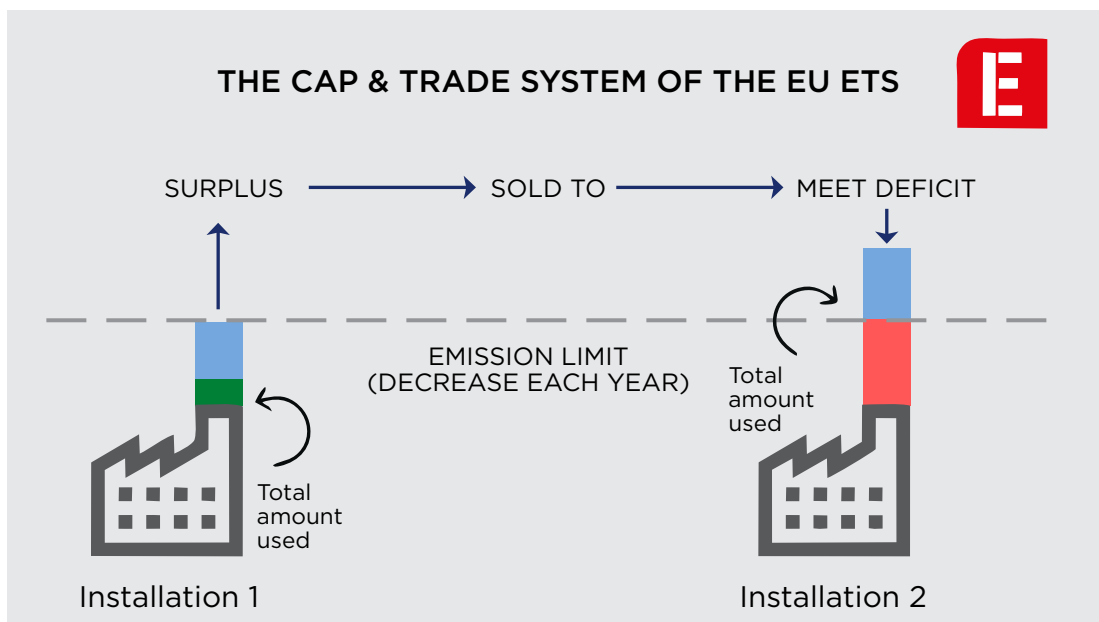 THE CAP & TRADE SYSTEM OF THE EU ETS
E
SURPLUS
SOLD TO
MEET DEFICIT
EMISSION LIMIT
(DECREASE EACH YEAR)
Total
amount
used
Total
amount
used
Installation 1
Installation 2